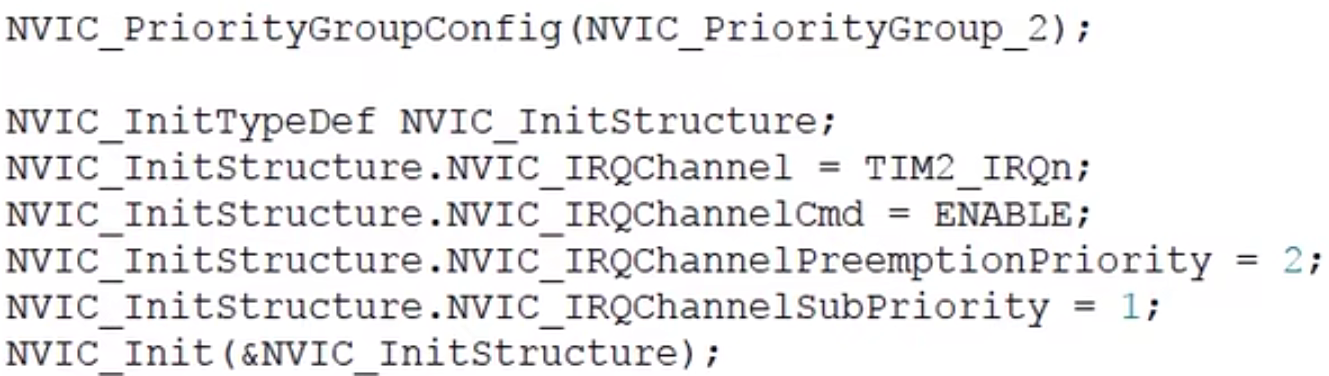 NVIC_PriorityGroupConfig(NVIC_PriorityGroup_2);
NVIC_InitTypeDef NVIC_InitStructure;
NVIC_InitStructure.NVIC_IRQChannel = TIM2_IRQn;
NVIC_InitStructure.NVIC_IRQChannelCmd = ENABLE;
NVIC_InitStructure.NVIC_IRQChannelPreemptionPriority = 2;
NVIC_InitStructure.NVIC_IRQChannelSubPriority = 1;
NVIC_Init(&NVIC_InitStructure);